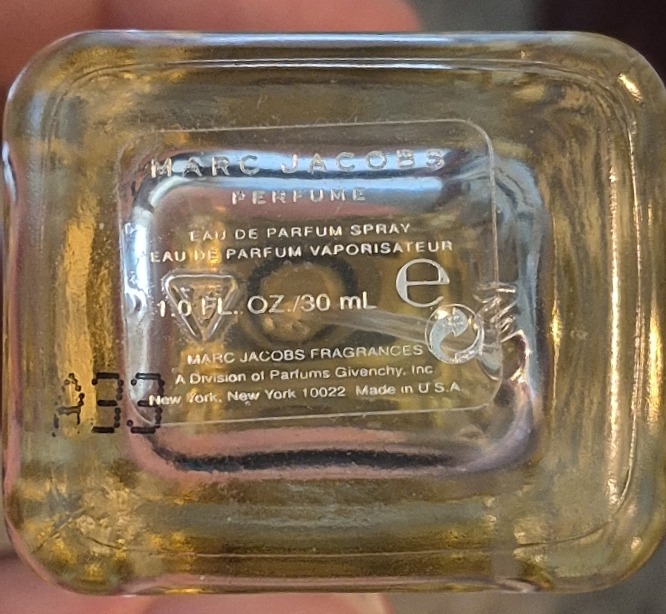 MARC JACOBS
PERFUME
EAU DE PARFUM SPRAY
EAU DE PARFUM VAPORISATEUR
1.0 FL. OZ./30 mL e
MARC JACOBS FRAGRANCES
A Division of Parfums Givenchy, Inc
New York, New York 10022 Made in U.S.A.